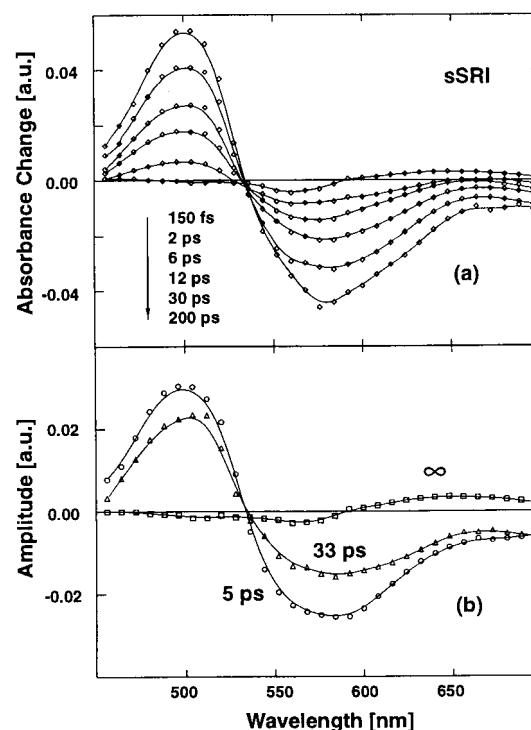 sSRI
Absorbance Change [a.u.]
0.04
0.00
-0.04
150 fs
2 ps
6 ps
12 ps
30 ps
200 ps
(a)
Amplitude [a.u.]
0.02
0.00
-0.02
∞
33 ps
5 ps
(b)
500 550 600 650
Wavelength [nm]